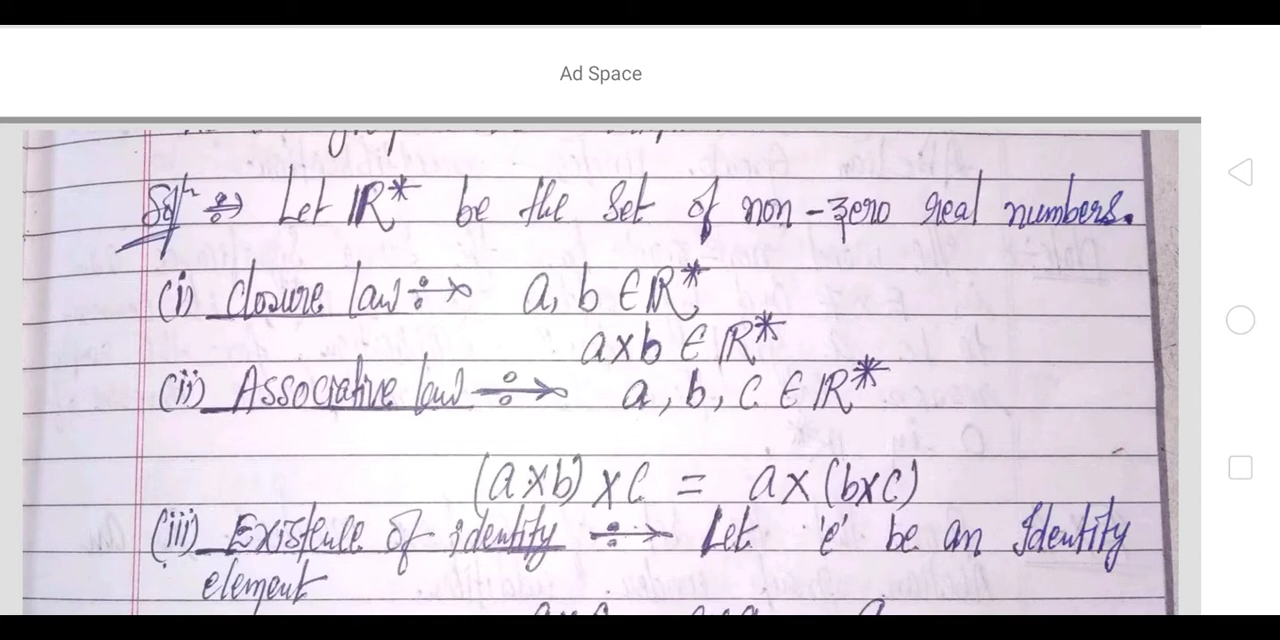 Ad Space
Solⁿ ÷→ Let R* be the set of non-zero real numbers.
(i) Closure law ÷→ a, b ∈ R*
a×b ∈ R*
(ii) Associative law ÷→ a, b, c ∈ R*
(a×b) × c = a × (b×c)
(iii) Existence of identity ÷→ Let 'e' be an Identity
element